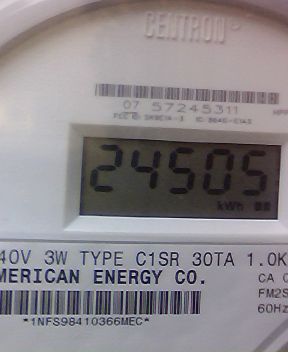 CENTRON®
07 57245311
24505
kWh
40V 3W TYPE C1SR 30TA 1.0K
MERICAN ENERGY CO.
CA
FM2S
60Hz
*1NFS98410366MEC*